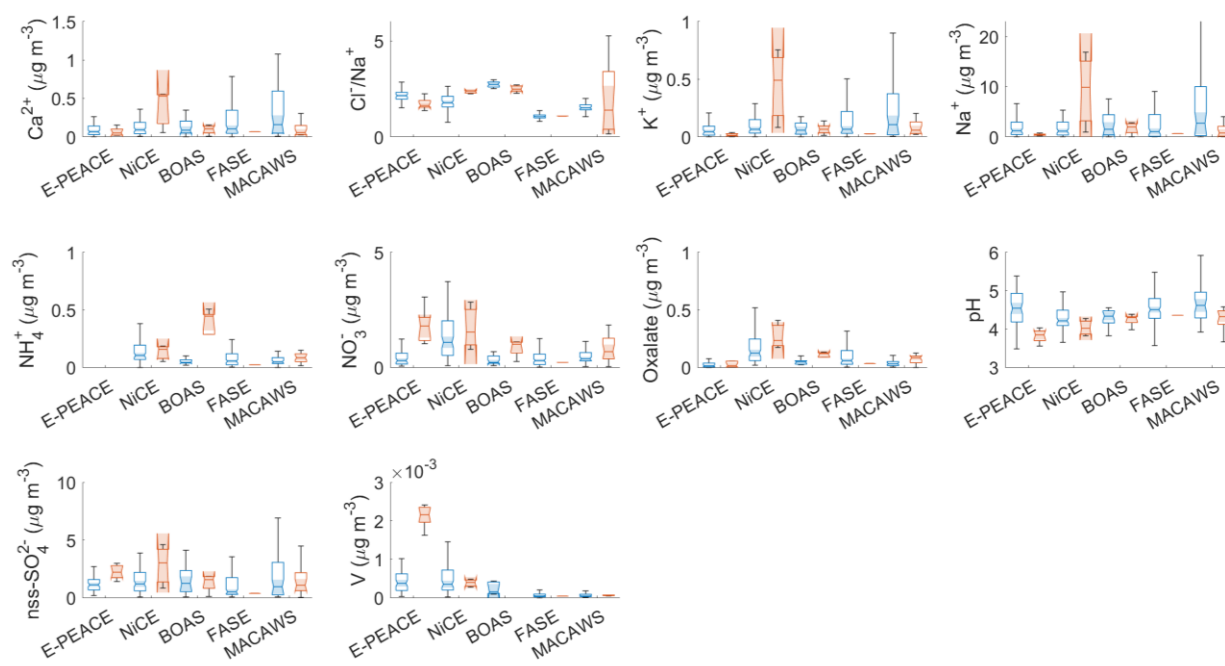 Ca²⁺ (μg m⁻³)
1.5
1
0.5
0
E-PEACE
NiCE
BOAS
FASE
MACAWS
Cl⁻/Na⁺
5
0
E-PEACE
NiCE
BOAS
FASE
MACAWS
K⁺ (μg m⁻³)
1
0.5
0
E-PEACE
NiCE
BOAS
FASE
MACAWS
Na⁺ (μg m⁻³)
20
10
0
E-PEACE
NiCE
BOAS
FASE
MACAWS
NH₄⁺ (μg m⁻³)
1
0.5
0
E-PEACE
NiCE
BOAS
FASE
MACAWS
NO₃⁻ (μg m⁻³)
5
0
E-PEACE
NiCE
BOAS
FASE
MACAWS
Oxalate (μg m⁻³)
1
0.5
0
E-PEACE
NiCE
BOAS
FASE
MACAWS
pH
6
5
4
3
E-PEACE
NiCE
BOAS
FASE
MACAWS
nss-SO₄²⁻ (μg m⁻³)
10
5
0
E-PEACE
NiCE
BOAS
FASE
MACAWS
V (μg m⁻³)
×10⁻³
3
2
1
0
E-PEACE
NiCE
BOAS
FASE
MACAWS